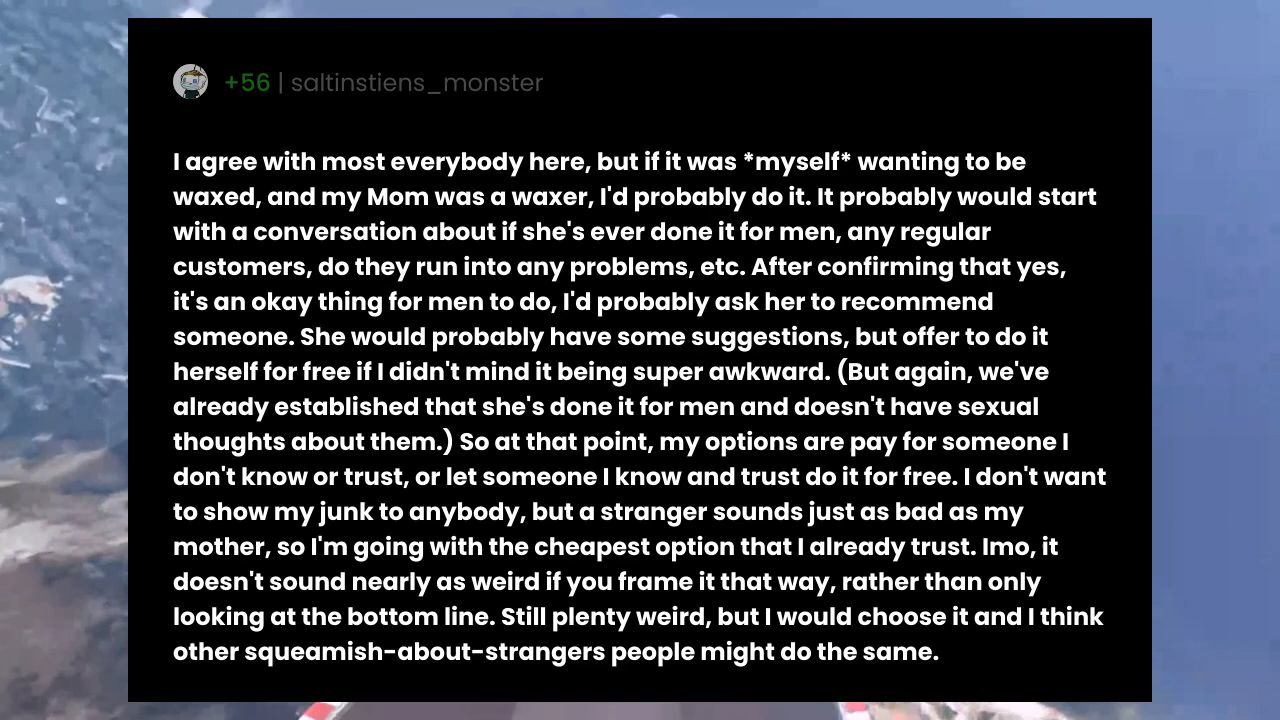 +56 | saltinstiens_monster
I agree with most everybody here, but if it was *myself* wanting to be
waxed, and my Mom was a waxer, I'd probably do it. It probably would start
with a conversation about if she's ever done it for men, any regular
customers, do they run into any problems, etc. After confirming that yes,
it's an okay thing for men to do, I'd probably ask her to recommend
someone. She would probably have some suggestions, but offer to do it
herself for free if I didn't mind it being super awkward. (But again, we've
already established that she's done it for men and doesn't have sexual
thoughts about them.) So at that point, my options are pay for someone I
don't know or trust, or let someone I know and trust do it for free. I don't want
to show my junk to anybody, but a stranger sounds just as bad as my
mother, so I'm going with the cheapest option that I already trust. Imo, it
doesn't sound nearly as weird if you frame it that way, rather than only
looking at the bottom line. Still plenty weird, but I would choose it and I think
other squeamish-about-strangers people might do the same.